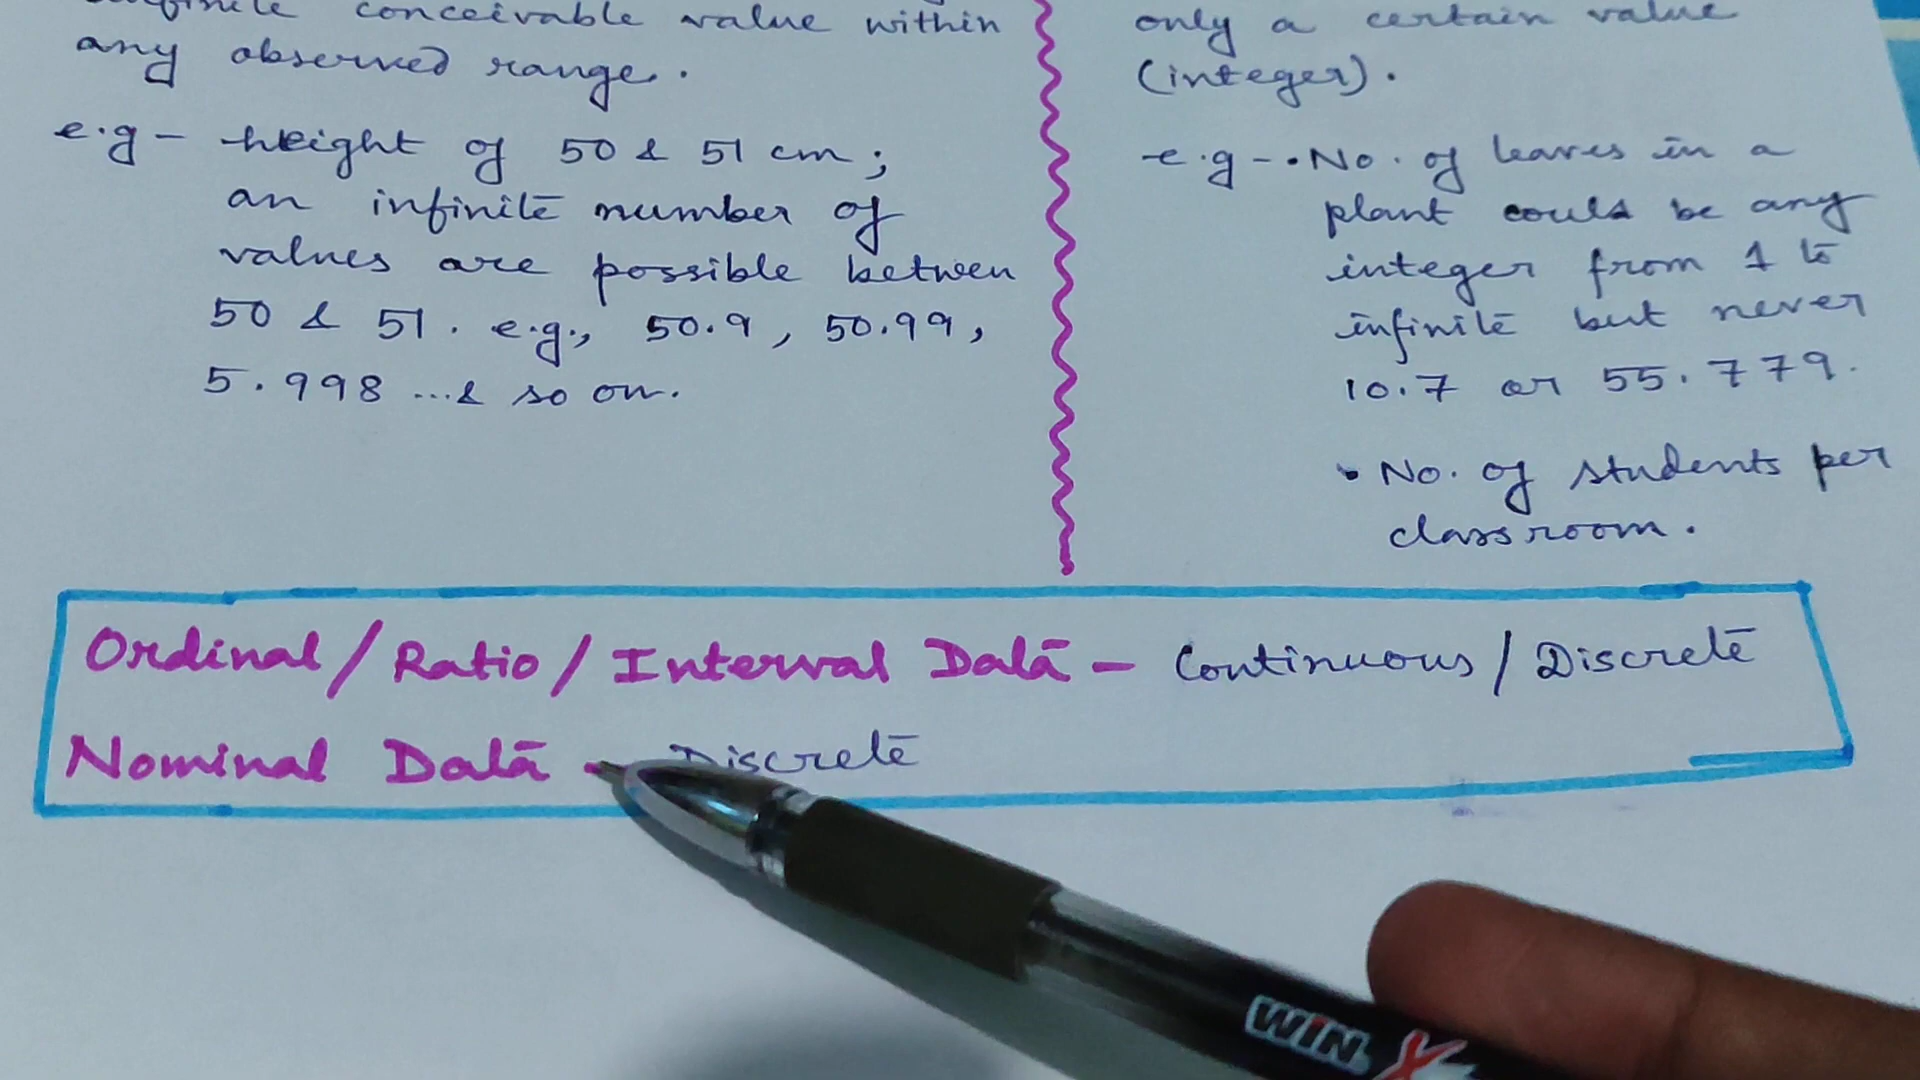 conceivable value within
any observed range.
e.g - height of 50 & 51 cm;
an infinite number of
values are possible between
50 & 51. e.g., 50.9, 50.99,
5.998 ...& so on.
only a certain value
(integer).
e.g - • No. of leaves in a
plant could be any
integer from 1 to
infinite but never
10.7 or 55.779.
• No. of students per
classroom.
Ordinal/Ratio/Interval Data - Continuous/Discrete
Nominal Data - Discrete
WIN